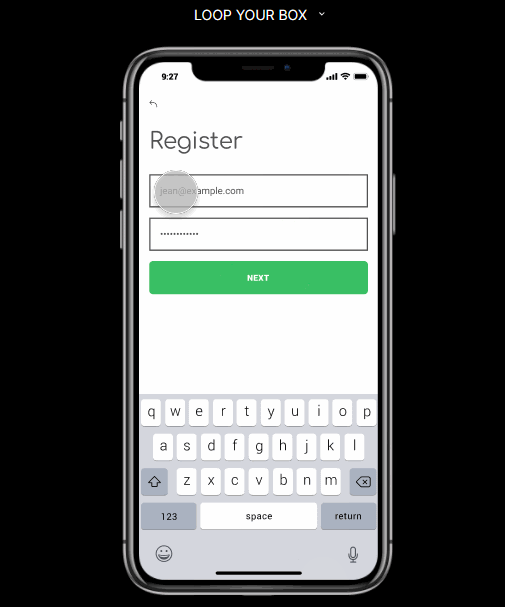 LOOP YOUR BOX
9:27
Register
jean@example.com
••••••••••••
NEXT
q w e r t y u i o p
a s d f g h j k l
z x c v b n m
123 space return